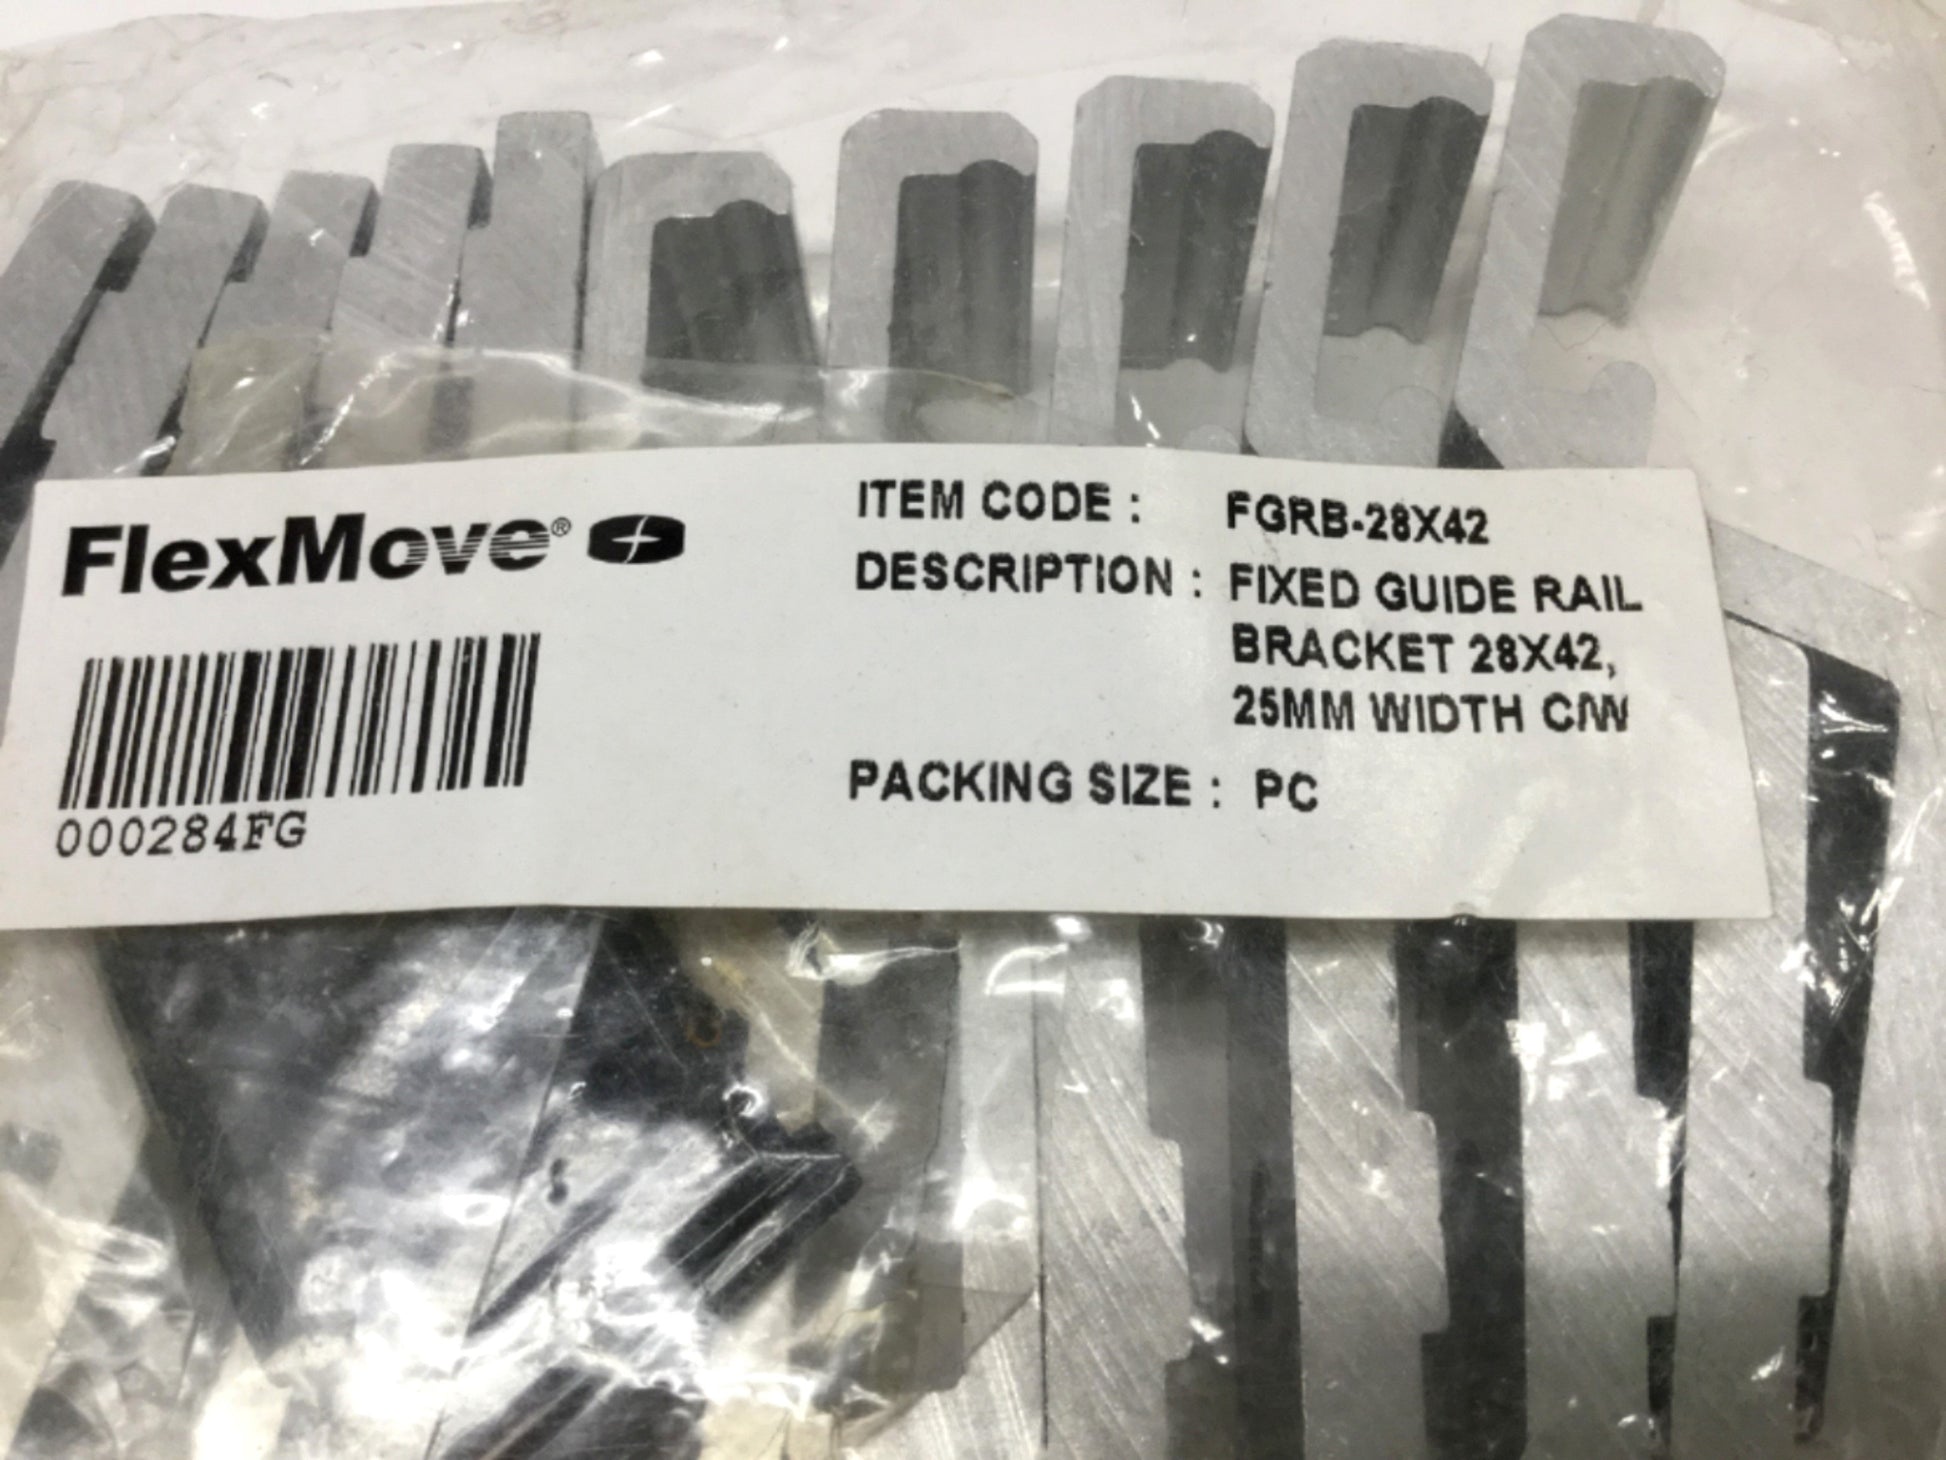 FlexMove®
000284FG
ITEM CODE : FGRB-28X42
DESCRIPTION : FIXED GUIDE RAIL
BRACKET 28X42,
25MM WIDTH C/W
PACKING SIZE : PC